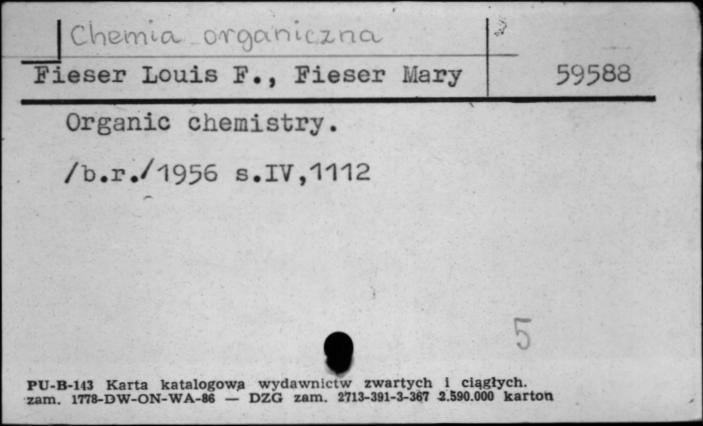 Chemia organiczna
Fieser Louis F., Fieser Mary 59588
Organic chemistry.
/b.r./1956 s.IV,1112
5
PU-B-143 Karta katalogowa wydawnictw zwartych i ciągłych.
zam. 1778-DW-ON-WA-86 — DZG zam. 2713-391-3-367 2.590.000 karton